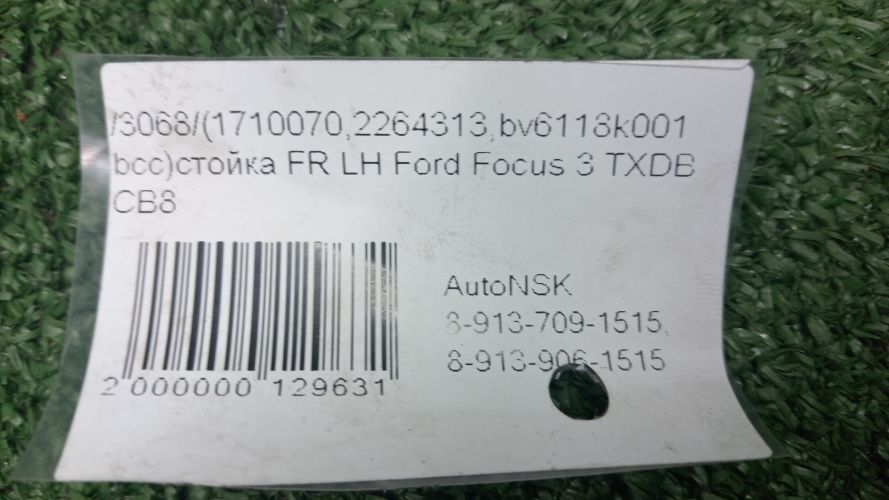 /3068/(1710070,2264313,bv6118k001
bcc)стойка FR LH Ford Focus 3 TXDB
CB8
AutoNSK
8-913-709-1515,
8-913-906-1515
2 000000 129631